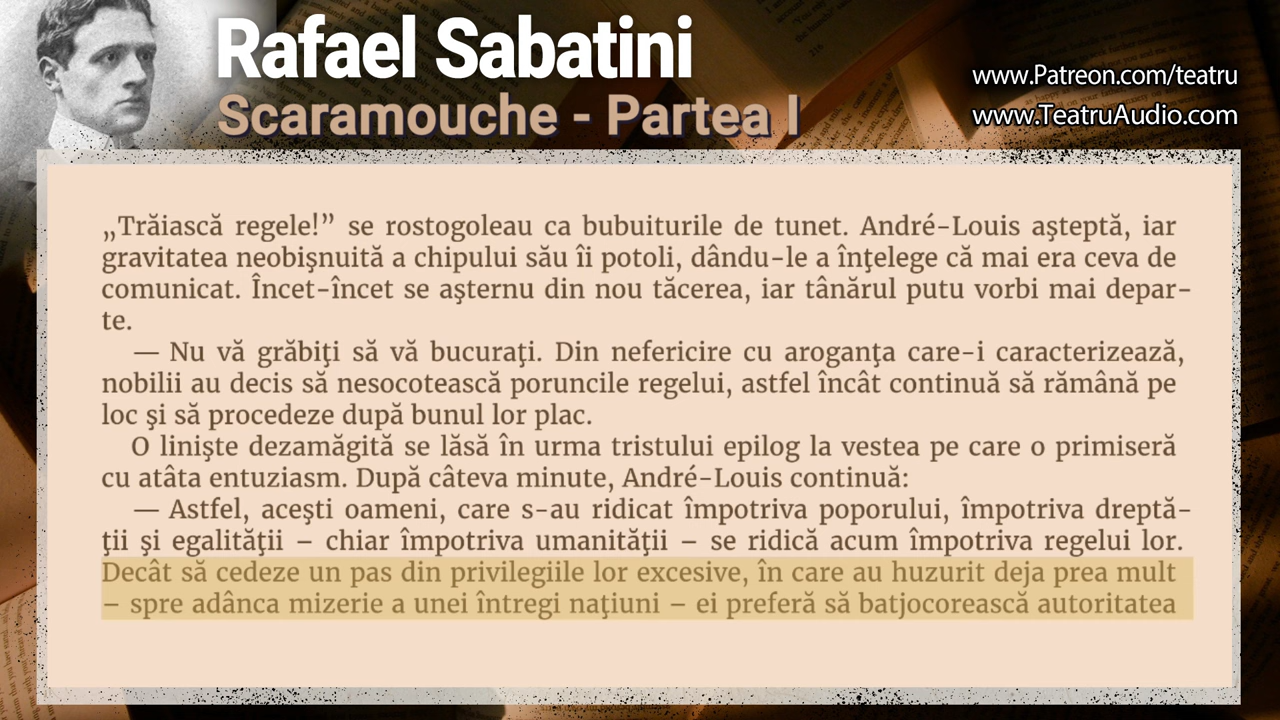 Rafael Sabatini
Scaramouche - Partea I
www.Patreon.com/teatru
www.TeatruAudio.com
„Trăiască regele!” se rostogoleau ca bubuiturile de tunet. André-Louis aşteptă, iar
gravitatea neobişnuită a chipului său îi potoli, dându-le a înţelege că mai era ceva de
comunicat. Încet-încet se aşternu din nou tăcerea, iar tânărul putu vorbi mai depar-
te.
— Nu vă grăbiţi să vă bucuraţi. Din nefericire cu aroganţa care-i caracterizează,
nobilii au decis să nesocotească poruncile regelui, astfel încât continuă să rămână pe
loc şi să procedeze după bunul lor plac.
O linişte dezamăgită se lăsă în urma tristului epilog la vestea pe care o primiseră
cu atâta entuziasm. După câteva minute, André-Louis continuă:
— Astfel, aceşti oameni, care s-au ridicat împotriva poporului, împotriva dreptă-
ţii şi egalităţii – chiar împotriva umanităţii – se ridică acum împotriva regelui lor.
Decât să cedeze un pas din privilegiile lor excesive, în care au huzurit deja prea mult
– spre adânca mizerie a unei întregi naţiuni – ei preferă să batjocorească autoritatea